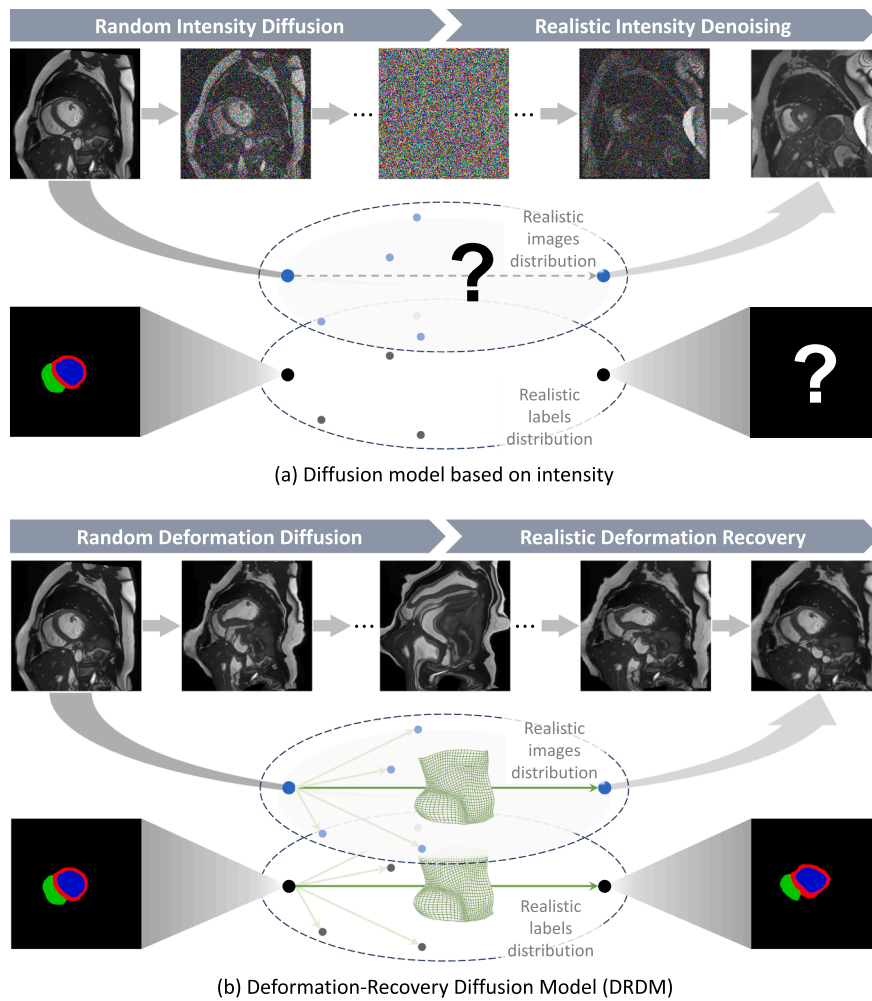 Random Intensity Diffusion
Realistic Intensity Denoising
...
...
Realistic
images
distribution
?
?
Realistic
labels
distribution
(a) Diffusion model based on intensity
Random Deformation Diffusion
Realistic Deformation Recovery
...
...
Realistic
images
distribution
Realistic
labels
distribution
(b) Deformation-Recovery Diffusion Model (DRDM)